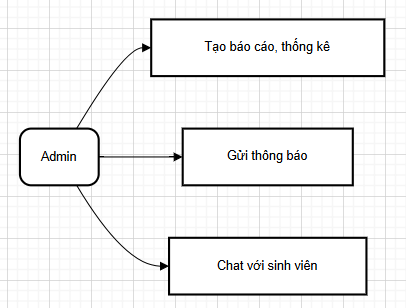 Tạo báo cáo, thống kê
Admin
Gửi thông báo
Chat với sinh viên